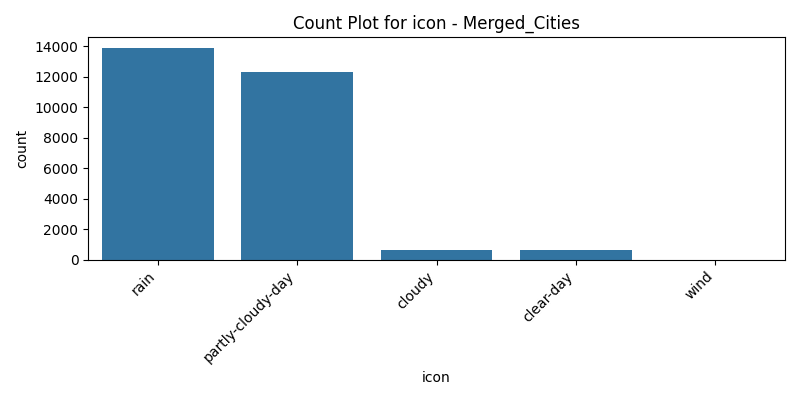 Count Plot for icon - Merged_Cities
count
14000
12000
10000
8000
6000
4000
2000
0
rain
partly-cloudy-day
cloudy
clear-day
wind
icon